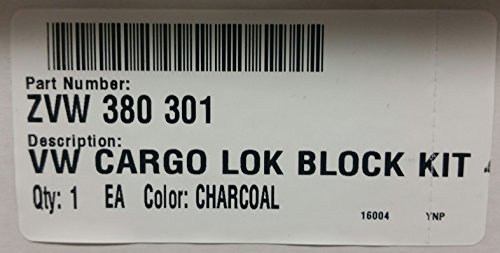 Part Number:
ZVW 380 301
Description:
VW CARGO LOK BLOCK KIT
Qty: 1 EA Color: CHARCOAL
16004 YNP